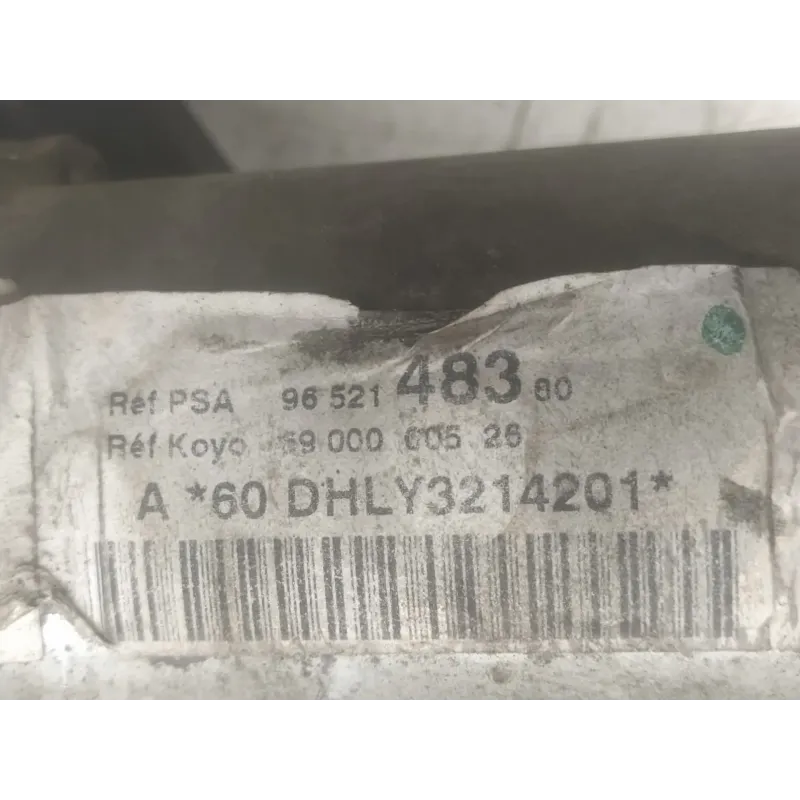 Réf PSA 96 521 483 80
Réf Koyo 69 000 005 26
A *60 DHLY3214201*